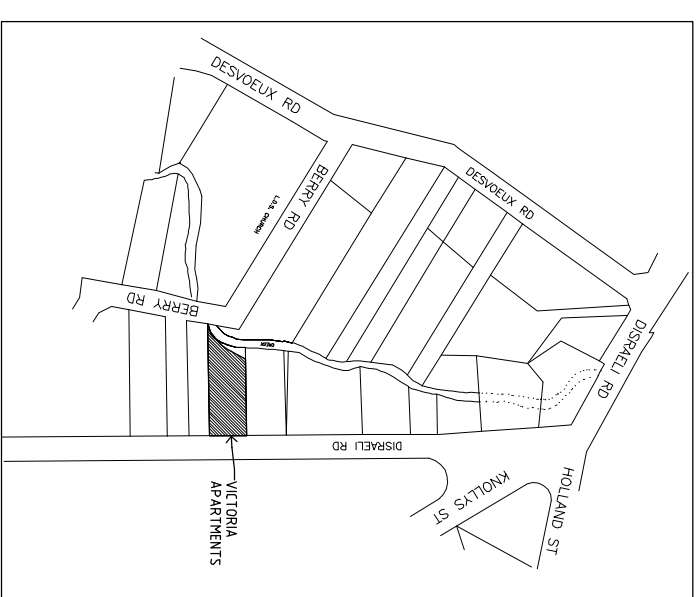 DESVOEUX RD
DESVOEUX RD
BERRY RD
L.D.S. CHURCH
BERRY RD
CREEK
DISRAELI RD
DISRAELI RD
HOLLAND ST
KNOLLYS ST
VICTORIA
APARTMENTS